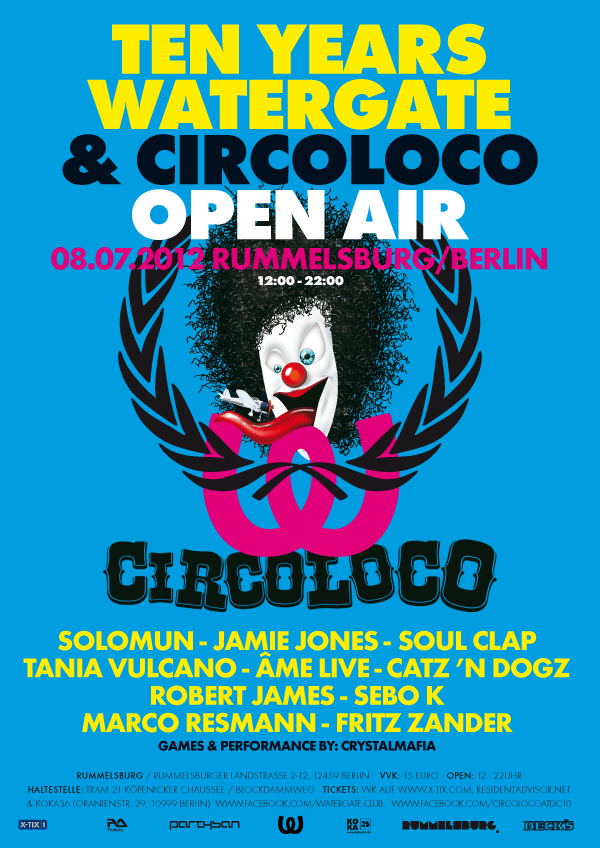 TEN YEARS
WATERGATE
& CIRCOLOCO
OPEN AIR
08.07.2012 RUMMELSBURG/BERLIN
12:00 - 22:00
CIRCOLOCO
SOLOMUN - JAMIE JONES - SOUL CLAP
TANIA VULCANO - ÂME LIVE - CATZ 'N DOGZ
ROBERT JAMES - SEBO K
MARCO RESMANN - FRITZ ZANDER
GAMES & PERFORMANCE BY: CRYSTALMAFIA
RUMMELSBURG / RUMMELSBURGER LANDSTRASSE 2-12, 12459 BERLIN VVK: 15 EURO OPEN: 12 - 22UHR
HALTESTELLE: TRAM 21 KÖPENICKER CHAUSSEE / BLOCKDAMMWEG TICKETS: VVK AUF WWW.X-TIX.COM, RESIDENTADVISOR.NET
& KOKA36 (ORANIENSTR. 29, 10999 BERLIN) WWW.FACEBOOK.COM/WATERGATE.CLUB WWW.FACEBOOK.COM/CIRCOLOCOATDC10
X-TIX RA Tickets partysan W KOKA 36 RUMMELSBURG. BECK'S